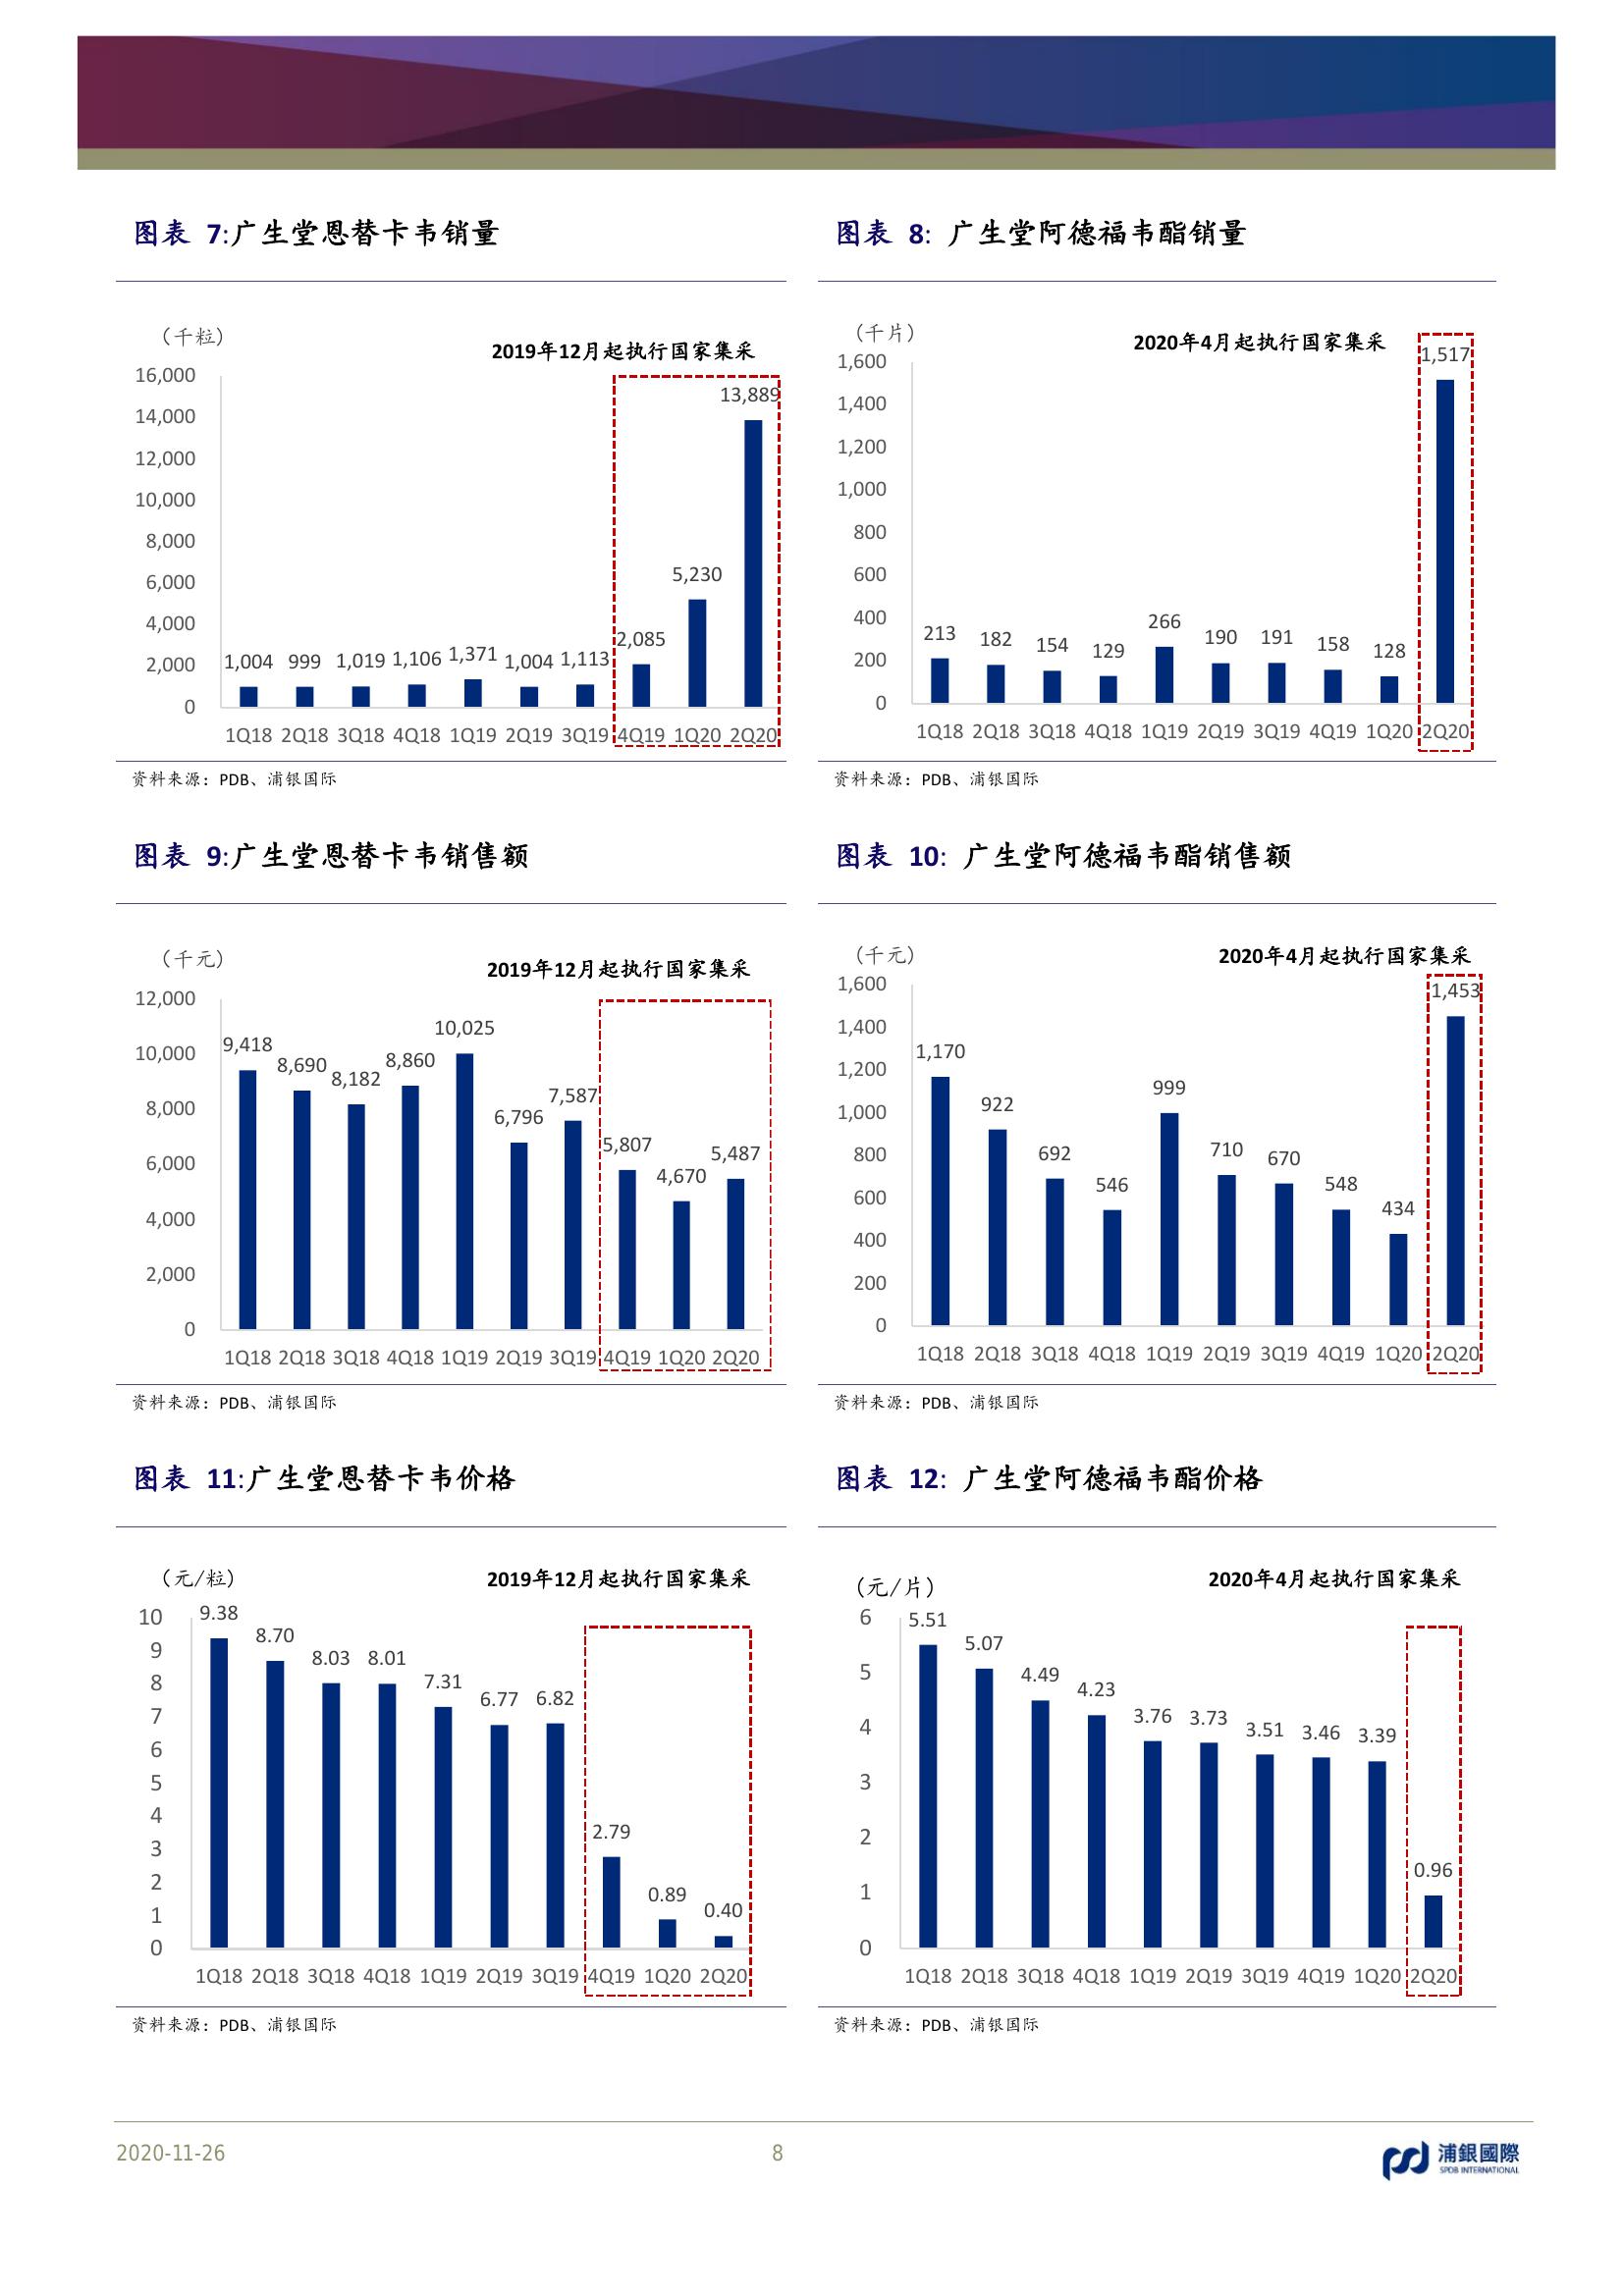 图表 7:广生堂恩替卡韦销量
（千粒）
2019年12月起执行国家集采
16,000
14,000
12,000
10,000
8,000
6,000
4,000
2,000
0
1,004 999 1,019 1,106 1,371 1,004 1,113 2,085 5,230 13,889
1Q18 2Q18 3Q18 4Q18 1Q19 2Q19 3Q19 4Q19 1Q20 2Q20
资料来源：PDB、浦银国际
图表 8: 广生堂阿德福韦酯销量
（千片）
2020年4月起执行国家集采
1,600
1,400
1,200
1,000
800
600
400
200
0
213 182 154 129 266 190 191 158 128 1,517
1Q18 2Q18 3Q18 4Q18 1Q19 2Q19 3Q19 4Q19 1Q20 2Q20
资料来源：PDB、浦银国际
图表 9:广生堂恩替卡韦销售额
（千元）
2019年12月起执行国家集采
12,000
10,000
8,000
6,000
4,000
2,000
0
9,418 8,690 8,182 8,860 10,025 6,796 7,587 5,807 4,670 5,487
1Q18 2Q18 3Q18 4Q18 1Q19 2Q19 3Q19 4Q19 1Q20 2Q20
资料来源：PDB、浦银国际
图表 10: 广生堂阿德福韦酯销售额
（千元）
2020年4月起执行国家集采
1,600
1,400
1,200
1,000
800
600
400
200
0
1,170 922 692 546 999 710 670 548 434 1,453
1Q18 2Q18 3Q18 4Q18 1Q19 2Q19 3Q19 4Q19 1Q20 2Q20
资料来源：PDB、浦银国际
图表 11:广生堂恩替卡韦价格
（元/粒）
2019年12月起执行国家集采
10
9
8
7
6
5
4
3
2
1
0
9.38 8.70 8.03 8.01 7.31 6.77 6.82 2.79 0.89 0.40
1Q18 2Q18 3Q18 4Q18 1Q19 2Q19 3Q19 4Q19 1Q20 2Q20
资料来源：PDB、浦银国际
图表 12: 广生堂阿德福韦酯价格
（元/片）
2020年4月起执行国家集采
6
5
4
3
2
1
0
5.51 5.07 4.49 4.23 3.76 3.73 3.51 3.46 3.39 0.96
1Q18 2Q18 3Q18 4Q18 1Q19 2Q19 3Q19 4Q19 1Q20 2Q20
资料来源：PDB、浦银国际
2020-11-26
8
浦銀國際
SPDB INTERNATIONAL